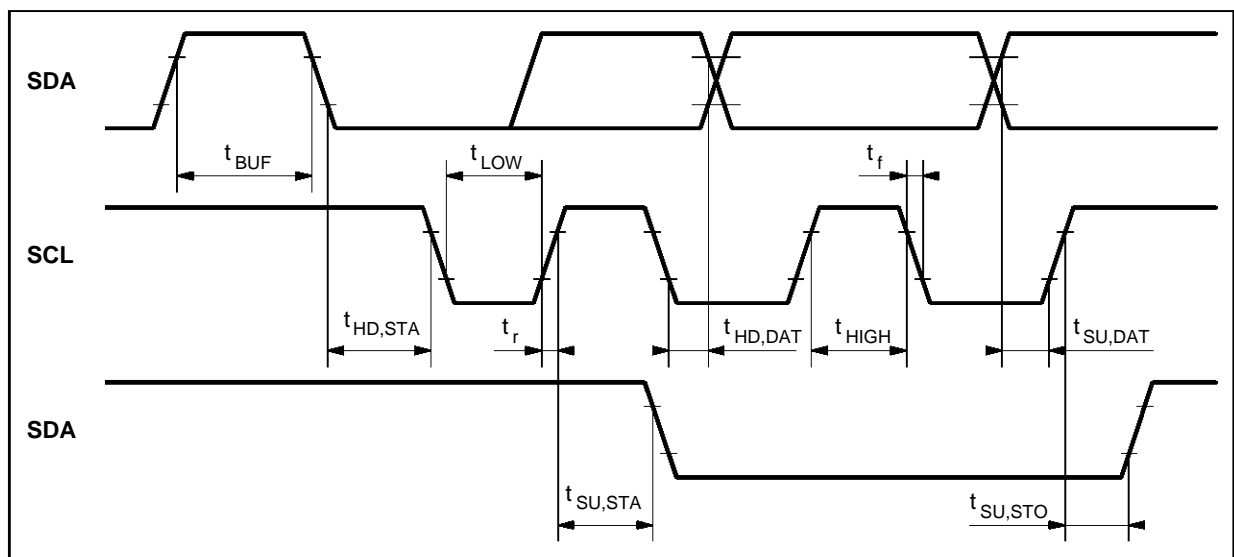 SDA
t BUF
t LOW
t f
SCL
t HD,STA
t r
t HD,DAT
t HIGH
t SU,DAT
SDA
t SU,STA
t SU,STO